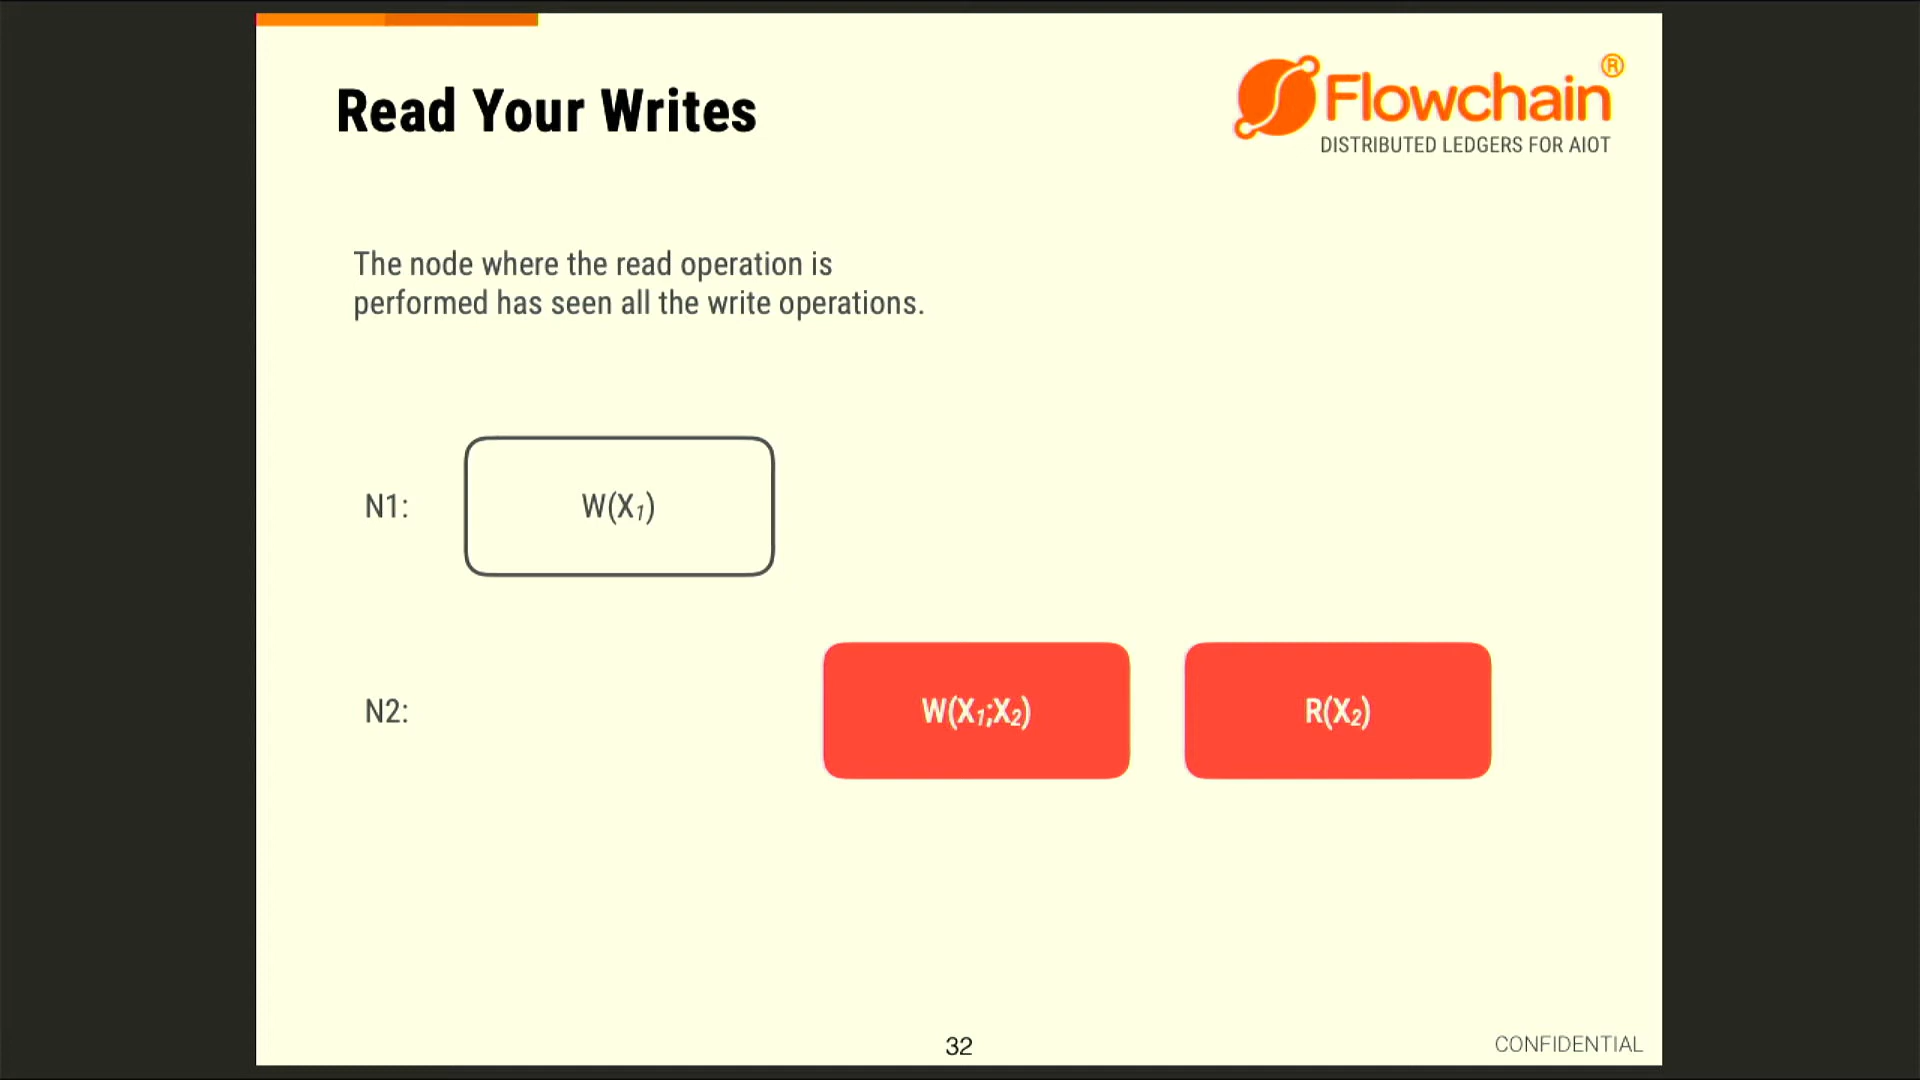 Read Your Writes
Flowchain®
DISTRIBUTED LEDGERS FOR AIOT
The node where the read operation is
performed has seen all the write operations.
N1:
W(X₁)
N2:
W(X₁;X₂)
R(X₂)
32
CONFIDENTIAL